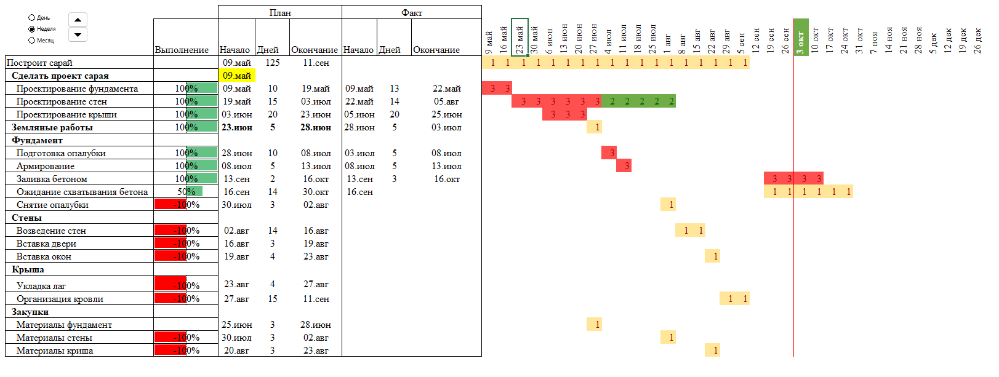 День
Неделя
Месяц
План Факт
Выполнение Начало Дней Окончание Начало Дней Окончание
9 май 16 май 23 май 30 май 6 июн 13 июн 20 июн 27 июн 4 июл 11 июл 18 июл 25 июл 1 авг 8 авг 15 авг 22 авг 29 авг 5 сен 12 сен 19 сен 26 сен 3 окт 10 окт 17 окт 24 окт 31 окт 7 ноя 14 ноя 21 ноя 28 ноя 5 дек 12 дек 19 дек 26 дек
Построит сарай 09.май 125 11.сен 1 1 1 1 1 1 1 1 1 1 1 1 1 1 1 1 1 1
Сделать проект сарая 09.май
Проектирование фундамента 100% 09.май 10 19.май 09.май 13 22.май 3 3
Проектирование стен 100% 19.май 15 03.июл 22.май 14 05.авг 3 3 3 3 3 3 2 2 2 2 2
Проектирование крыши 100% 03.июн 20 23.июн 05.июн 20 25.июн 3 3 3
Земляные работы 100% 23.июн 5 28.июн 28.июн 5 03.июл 1
Фундамент
Подготовка опалубки 100% 28.июн 10 08.июл 03.июл 5 08.июл 3
Армирование 100% 08.июл 5 13.июл 08.июл 5 13.июл 3
Заливка бетоном 100% 13.сен 2 16.окт 13.сен 3 16.окт 3 3 3 3
Ожидание схватывания бетона 50% 16.сен 14 30.окт 16.сен 1 1 1 1 1 1
Снятие опалубки -100% 30.июл 3 02.авг 1
Стены
Возведение стен -100% 02.авг 14 16.авг 1 1
Вставка двери -100% 16.авг 3 19.авг
Вставка окон -100% 19.авг 4 23.авг 1
Крыша
Укладка лаг -100% 23.авг 4 27.авг
Организация кровли -100% 27.авг 15 11.сен 1 1
Закупки
Материалы фундамент 25.июн 3 28.июн 1
Материалы стены -100% 30.июл 3 02.авг 1
Материалы криша -100% 20.авг 3 23.авг 1